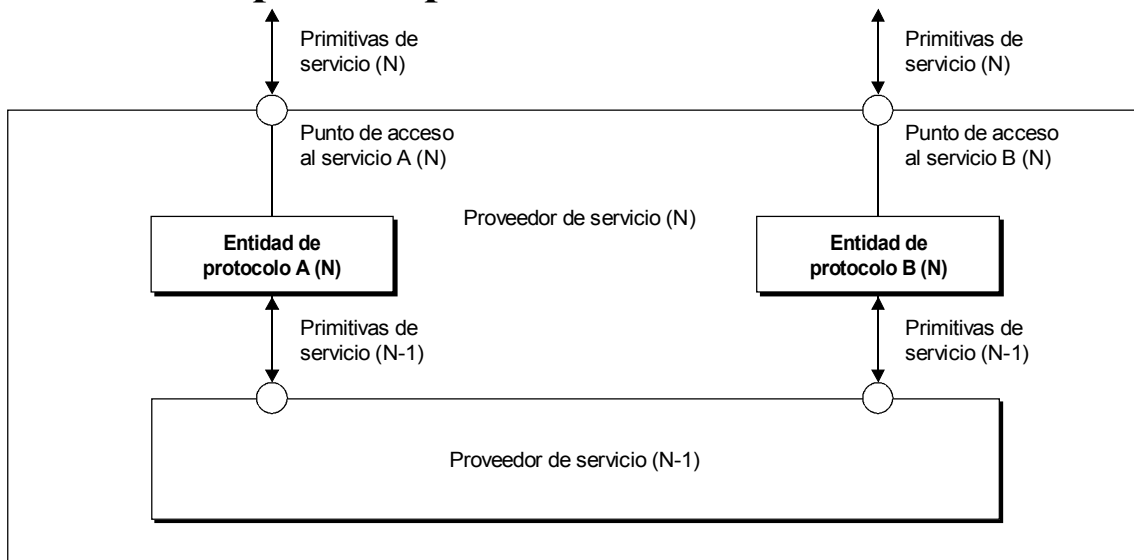 Primitivas de
servicio (N)
Primitivas de
servicio (N)
Punto de acceso
al servicio A (N)
Punto de acceso
al servicio B (N)
Proveedor de servicio (N)
Entidad de
protocolo A (N)
Entidad de
protocolo B (N)
Primitivas de
servicio (N-1)
Primitivas de
servicio (N-1)
Proveedor de servicio (N-1)